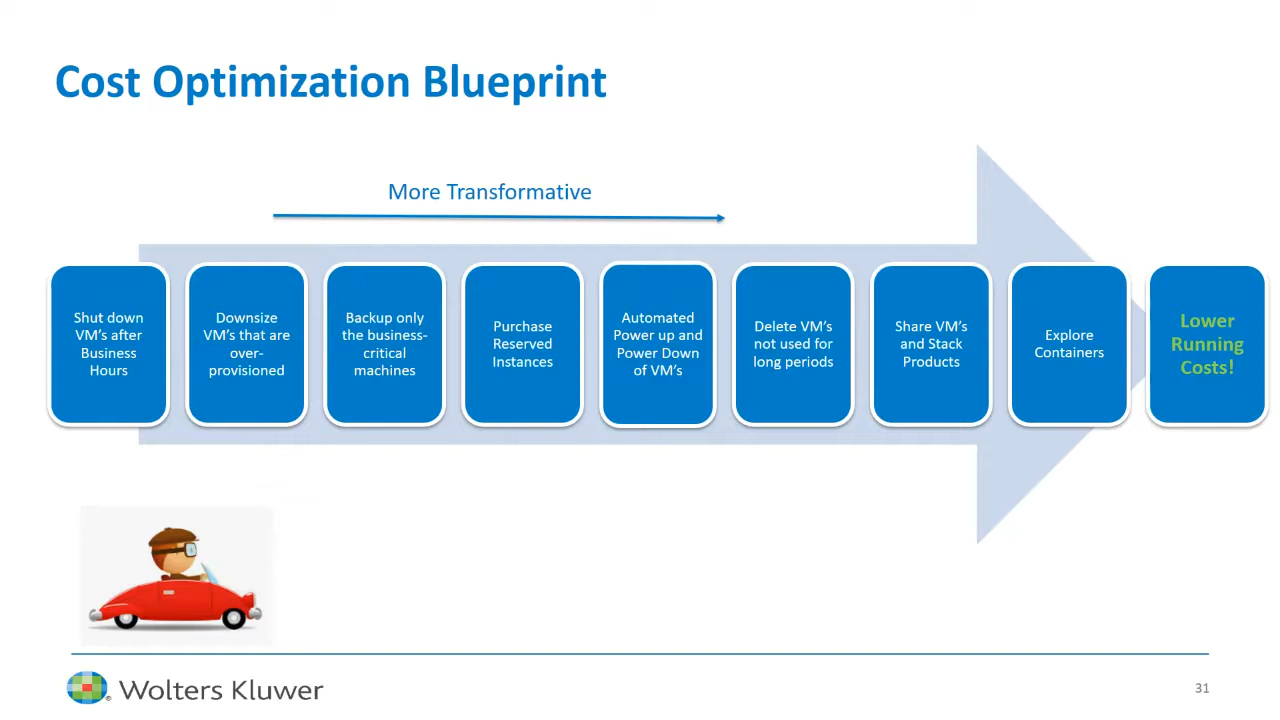 Cost Optimization Blueprint
More Transformative
Shut down
VM's after
Business
Hours
Downsize
VM's that are
over-
provisioned
Backup only
the business-
critical
machines
Purchase
Reserved
Instances
Automated
Power up and
Power Down
of VM's
Delete VM's
not used for
long periods
Share VM's
and Stack
Products
Explore
Containers
Lower
Running
Costs!
Wolters Kluwer
31